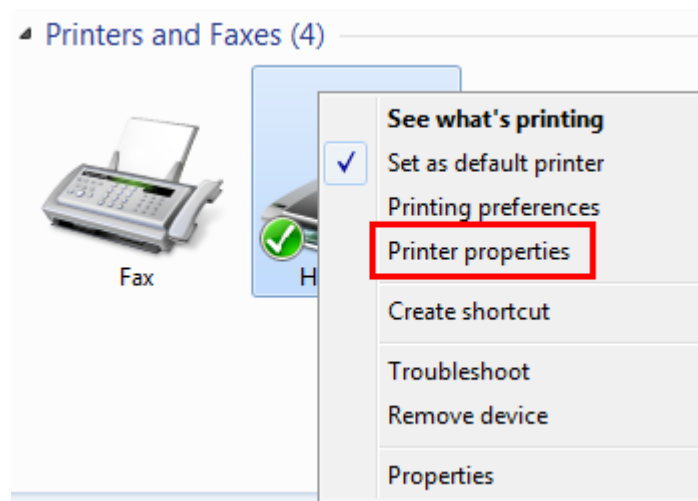 Printers and Faxes (4)
See what's printing
Set as default printer
Printing preferences
Printer properties
Create shortcut
Troubleshoot
Remove device
Properties
Fax
H